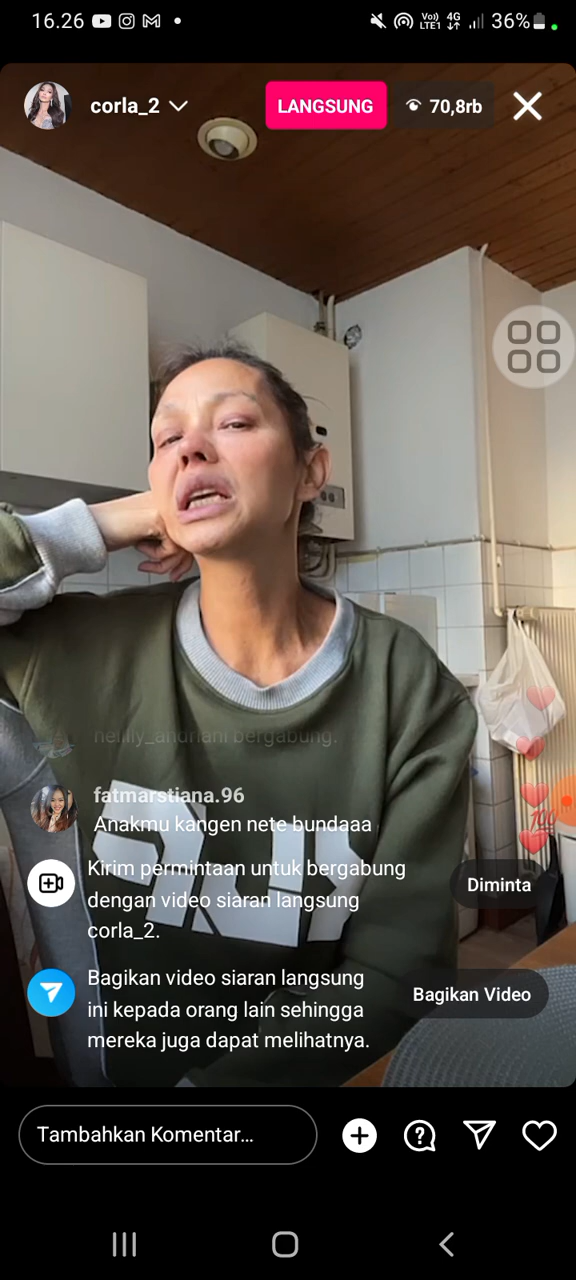 16.26
Vo))
LTE1
4G
36%
corla_2
LANGSUNG
70,8rb
bergabung.
fatmarstiana.96
Anakmu kangen nete bundaaa
100
Kirim permintaan untuk bergabung
dengan video siaran langsung
corla_2.
Diminta
Bagikan video siaran langsung
ini kepada orang lain sehingga
mereka juga dapat melihatnya.
Bagikan Video
Tambahkan Komentar...